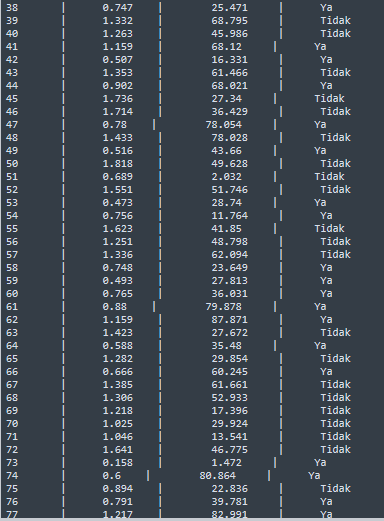 38 | 0.747 | 25.471 | Ya
39 | 1.332 | 68.795 | Tidak
40 | 1.263 | 45.986 | Tidak
41 | 1.159 | 68.12 | Ya
42 | 0.507 | 16.331 | Ya
43 | 1.353 | 61.466 | Tidak
44 | 0.902 | 68.021 | Ya
45 | 1.736 | 27.34 | Tidak
46 | 1.714 | 36.429 | Tidak
47 | 0.78 | 78.054 | Ya
48 | 1.433 | 78.028 | Tidak
49 | 0.516 | 43.66 | Ya
50 | 1.818 | 49.628 | Tidak
51 | 0.689 | 2.032 | Tidak
52 | 1.551 | 51.746 | Tidak
53 | 0.473 | 28.74 | Ya
54 | 0.756 | 11.764 | Ya
55 | 1.623 | 41.85 | Tidak
56 | 1.251 | 48.798 | Tidak
57 | 1.336 | 62.094 | Tidak
58 | 0.748 | 23.649 | Ya
59 | 0.493 | 27.813 | Ya
60 | 0.765 | 36.031 | Ya
61 | 0.88 | 79.878 | Ya
62 | 1.159 | 87.871 | Ya
63 | 1.423 | 27.672 | Tidak
64 | 0.588 | 35.48 | Ya
65 | 1.282 | 29.854 | Tidak
66 | 0.666 | 60.245 | Ya
67 | 1.385 | 61.661 | Tidak
68 | 1.306 | 52.933 | Tidak
69 | 1.218 | 17.396 | Tidak
70 | 1.025 | 29.924 | Tidak
71 | 1.046 | 13.541 | Tidak
72 | 1.641 | 46.775 | Tidak
73 | 0.158 | 1.472 | Ya
74 | 0.6 | 80.864 | Ya
75 | 0.894 | 22.836 | Tidak
76 | 0.791 | 39.781 | Ya
77 | 1.217 | 82.991 | Ya